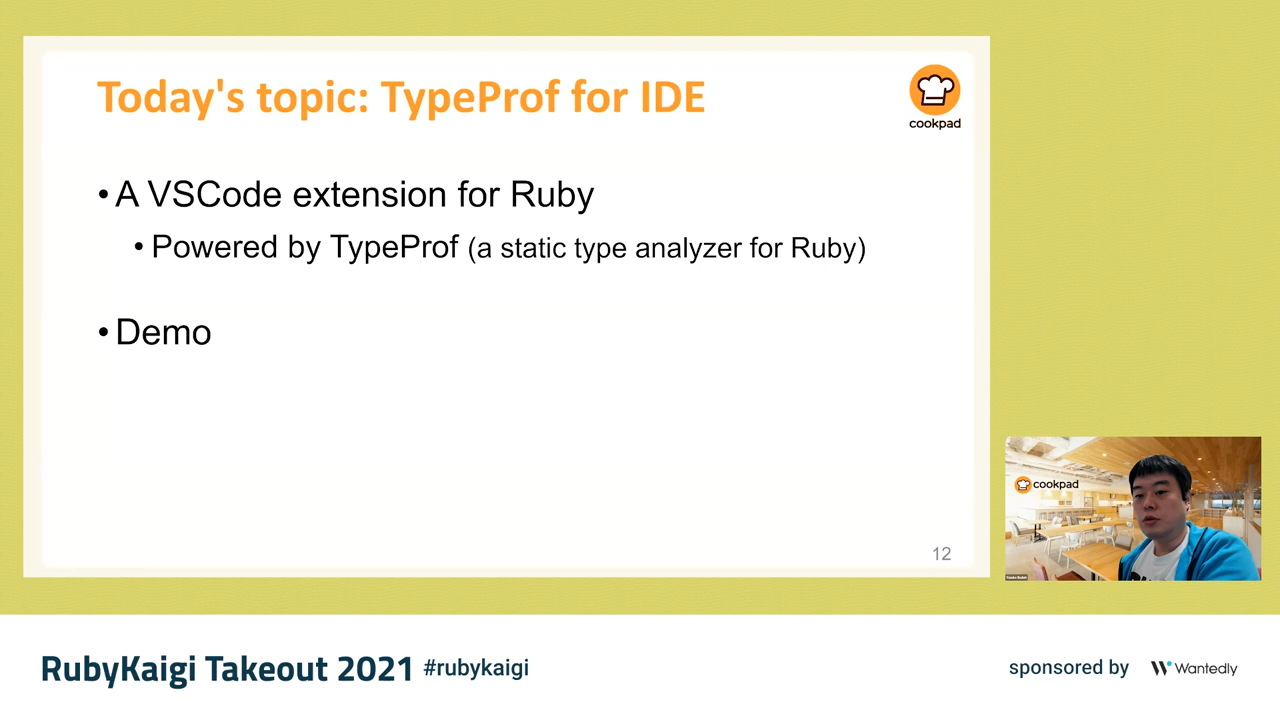 Today's topic: TypeProf for IDE
cookpad
• A VSCode extension for Ruby
• Powered by TypeProf (a static type analyzer for Ruby)
• Demo
12
cookpad
RubyKaigi Takeout 2021 #rubykaigi
sponsored by Wantedly